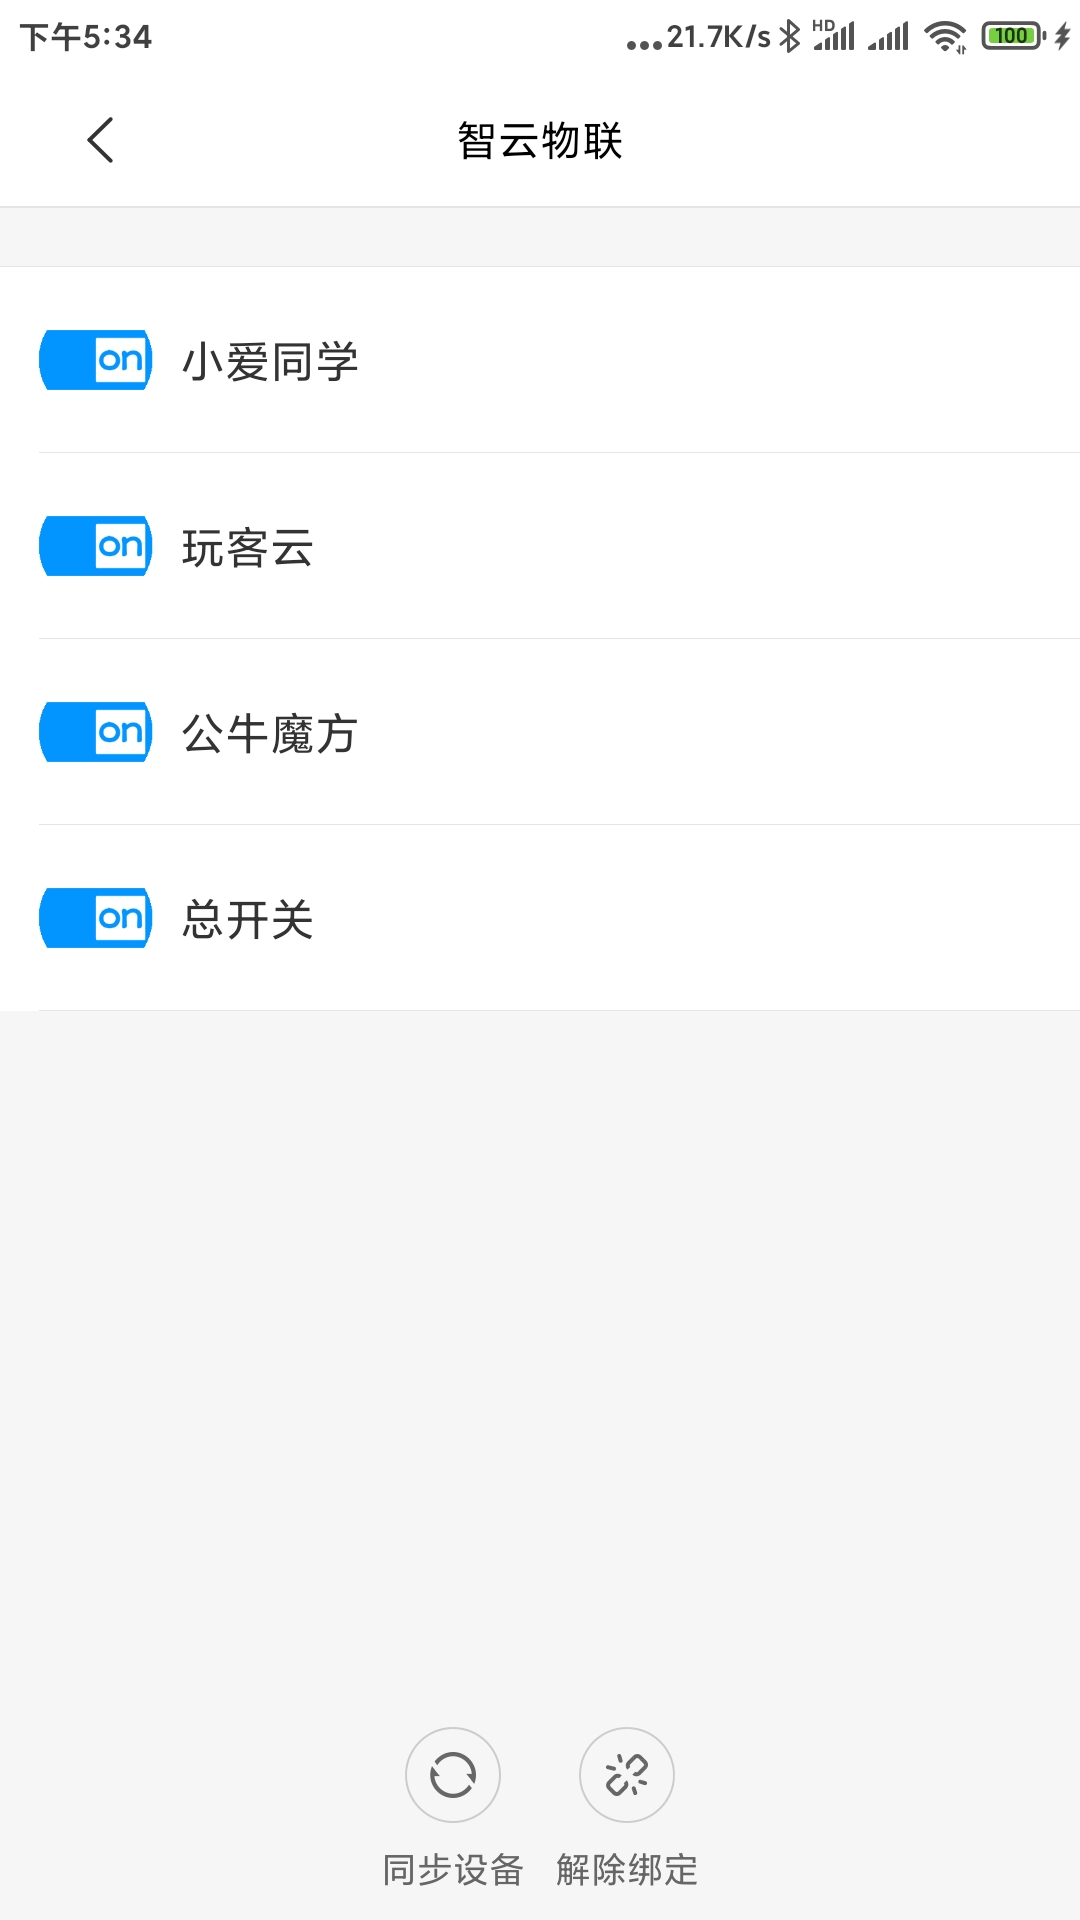 下午5:34 ...21.7K/s HD 100
智云物联
on 小爱同学
on 玩客云
on 公牛魔方
on 总开关
同步设备 解除绑定